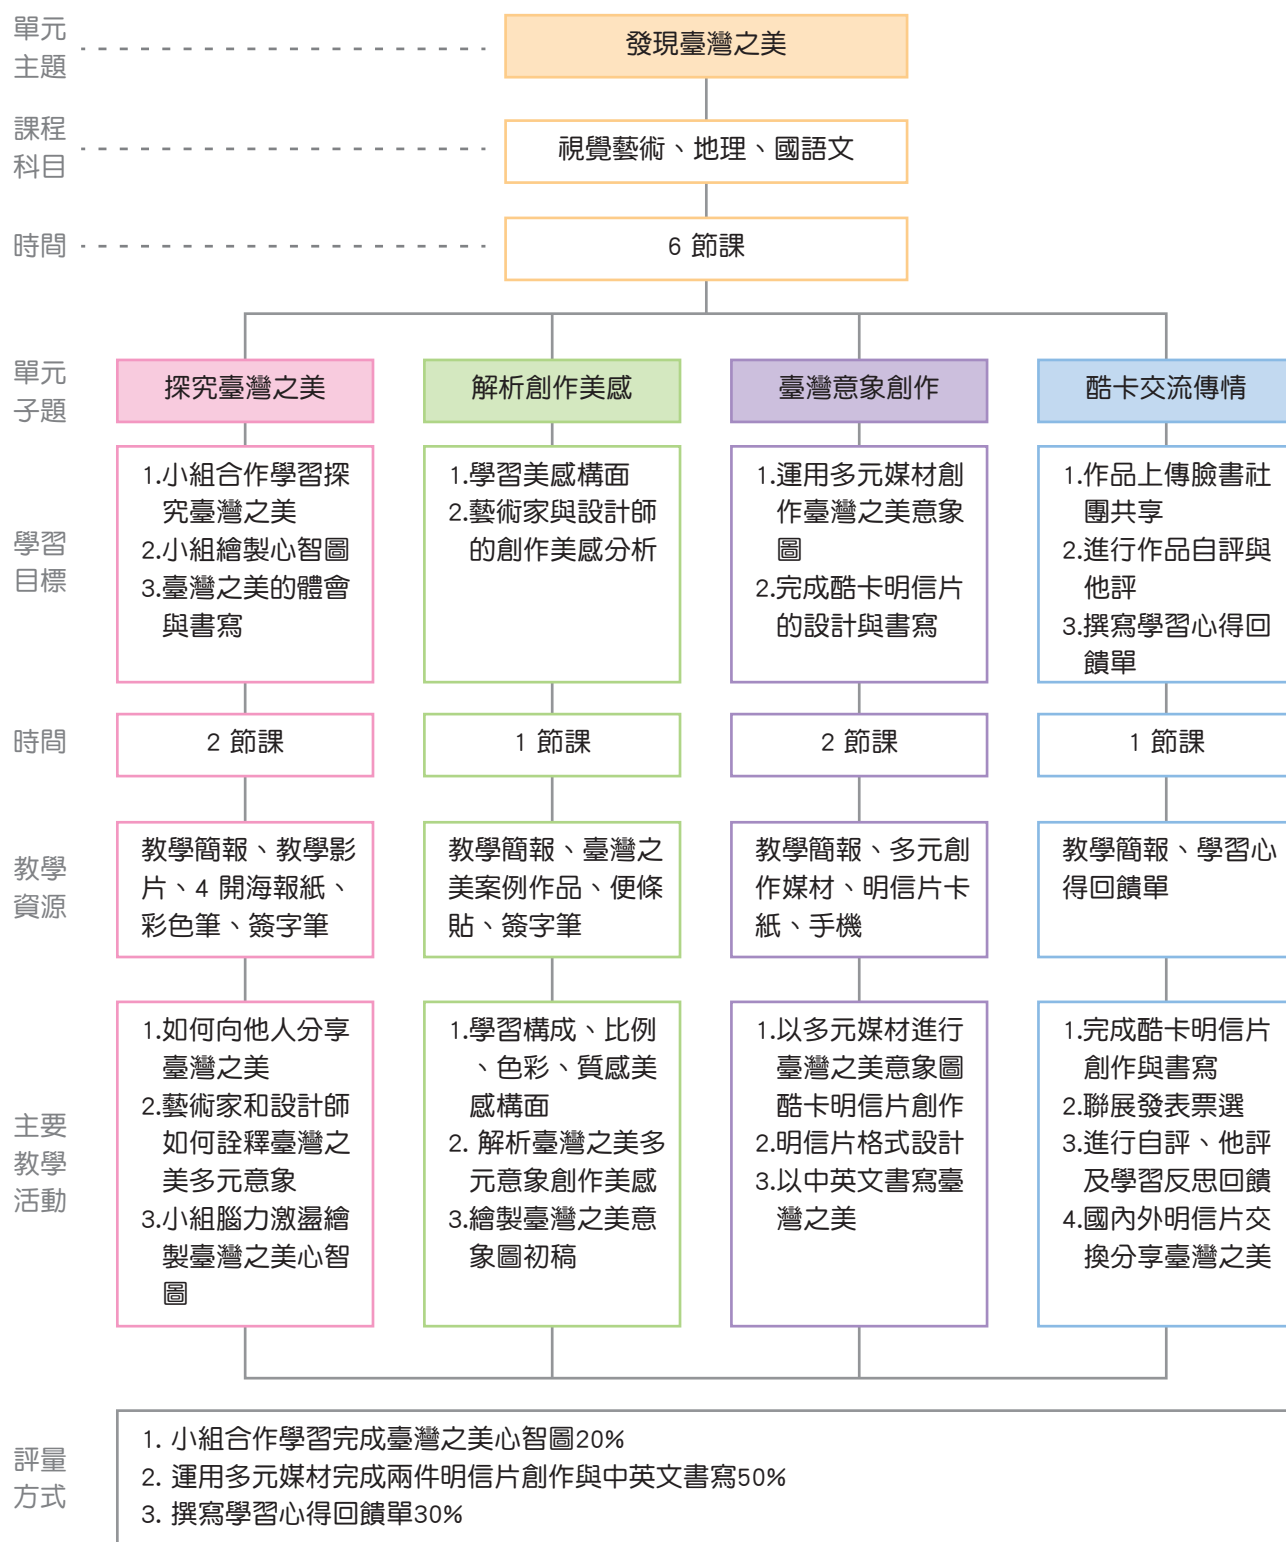 單元
主題
發現臺灣之美
課程
科目
視覺藝術、地理、國語文
時間
6 節課
單元
子題
探究臺灣之美
解析創作美感
臺灣意象創作
酷卡交流傳情
學習
目標
1.小組合作學習探
究臺灣之美
2.小組繪製心智圖
3.臺灣之美的體會
與書寫
1.學習美感構面
2.藝術家與設計師
的創作美感分析
1.運用多元媒材創
作臺灣之美意象
圖
2.完成酷卡明信片
的設計與書寫
1.作品上傳臉書社
團共享
2.進行作品自評與
他評
3.撰寫學習心得回
饋單
時間
2 節課
1 節課
2 節課
1 節課
教學
資源
教學簡報、教學影
片、4 開海報紙、
彩色筆、簽字筆
教學簡報、臺灣之
美案例作品、便條
貼、簽字筆
教學簡報、多元創
作媒材、明信片卡
紙、手機
教學簡報、學習心
得回饋單
主要
教學
活動
1.如何向他人分享
臺灣之美
2.藝術家和設計師
如何詮釋臺灣之
美多元意象
3.小組腦力激盪繪
製臺灣之美心智
圖
1.學習構成、比例
、色彩、質感美
感構面
2. 解析臺灣之美多
元意象創作美感
3.繪製臺灣之美意
象圖初稿
1.以多元媒材進行
臺灣之美意象圖
酷卡明信片創作
2.明信片格式設計
3.以中英文書寫臺
灣之美
1.完成酷卡明信片
創作與書寫
2.聯展發表票選
3.進行自評、他評
及學習反思回饋
4.國內外明信片交
換分享臺灣之美
評量
方式
1. 小組合作學習完成臺灣之美心智圖20%
2. 運用多元媒材完成兩件明信片創作與中英文書寫50%
3. 撰寫學習心得回饋單30%